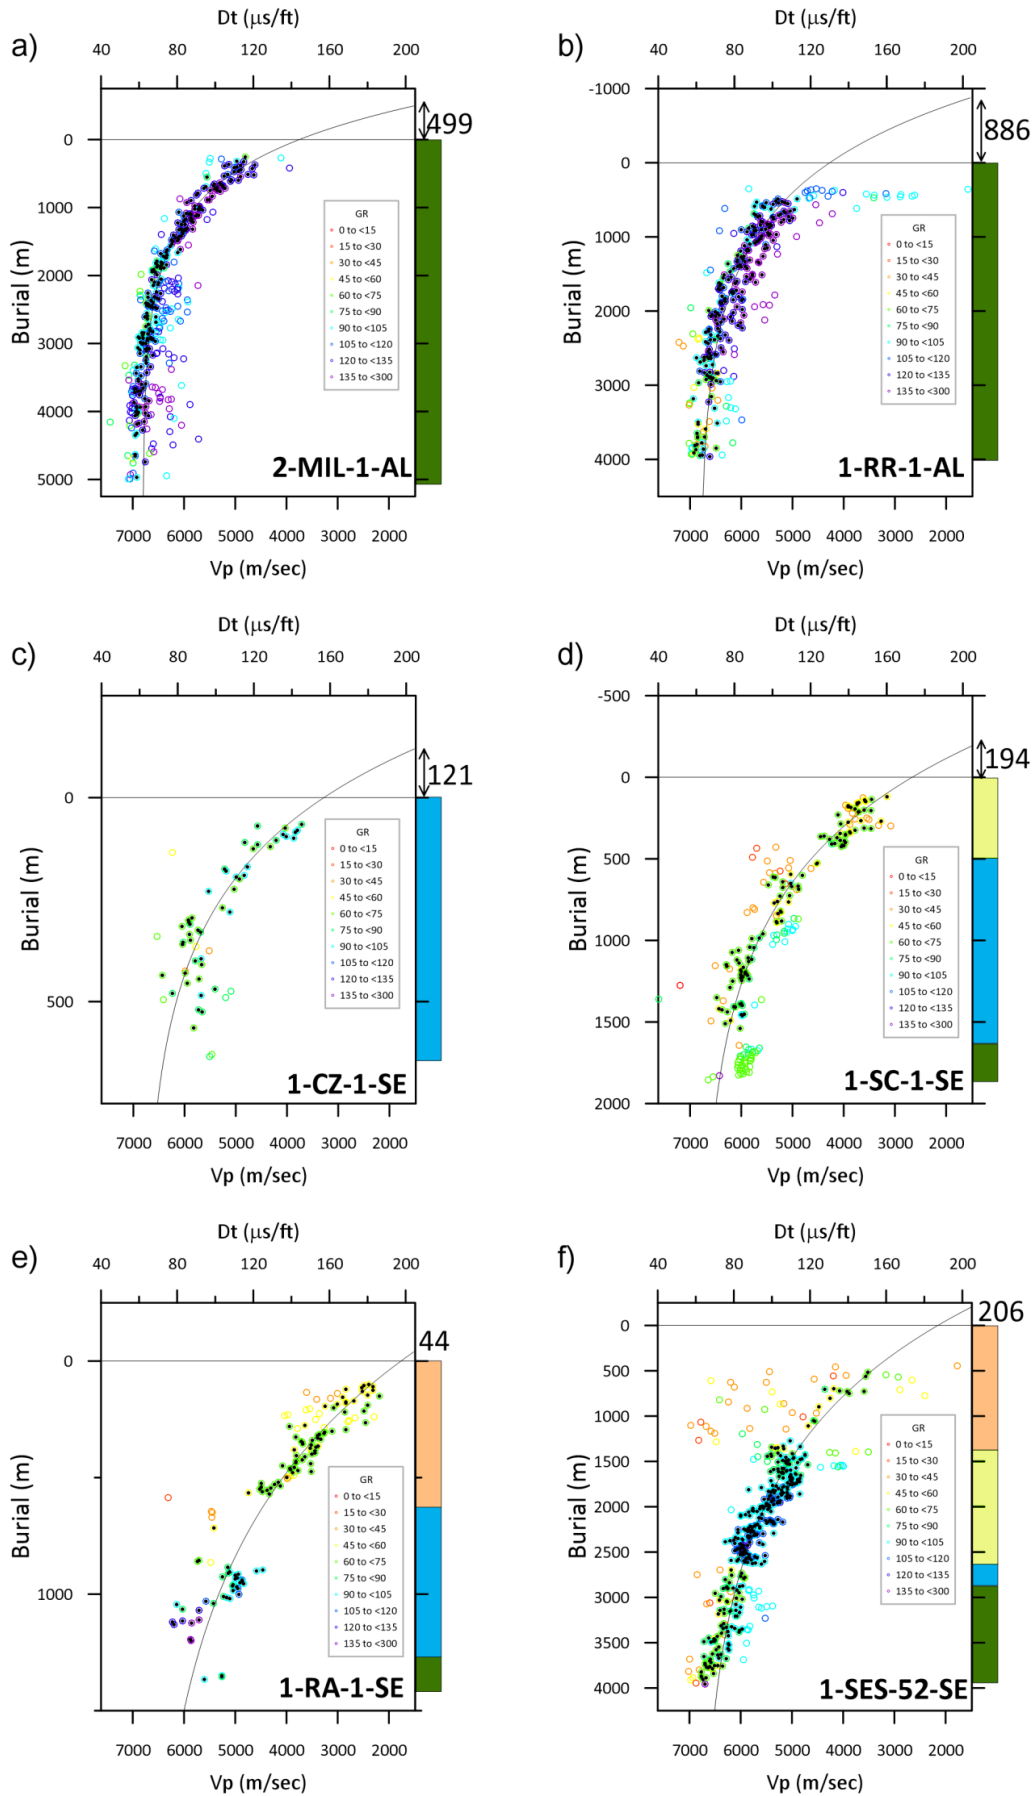 a)
Dt (μs/ft)
40 80 120 160 200
499
0
1000
2000
3000
4000
5000
Burial (m)
GR
0 to <15
15 to <30
30 to <45
45 to <60
60 to <75
75 to <90
90 to <105
105 to <120
120 to <135
135 to <300
2-MIL-1-AL
7000 6000 5000 4000 3000 2000
Vp (m/sec)
b)
Dt (μs/ft)
40 80 120 160 200
-1000
886
0
1000
2000
3000
4000
Burial (m)
GR
0 to <15
15 to <30
30 to <45
45 to <60
60 to <75
75 to <90
90 to <105
105 to <120
120 to <135
135 to <300
1-RR-1-AL
7000 6000 5000 4000 3000 2000
Vp (m/sec)
c)
Dt (μs/ft)
40 80 120 160 200
121
0
500
Burial (m)
GR
0 to <15
15 to <30
30 to <45
45 to <60
60 to <75
75 to <90
90 to <105
105 to <120
120 to <135
135 to <300
1-CZ-1-SE
7000 6000 5000 4000 3000 2000
Vp (m/sec)
d)
Dt (μs/ft)
40 80 120 160 200
-500
194
0
500
1000
1500
2000
Burial (m)
GR
0 to <15
15 to <30
30 to <45
45 to <60
60 to <75
75 to <90
90 to <105
105 to <120
120 to <135
135 to <300
1-SC-1-SE
7000 6000 5000 4000 3000 2000
Vp (m/sec)
e)
Dt (μs/ft)
40 80 120 160 200
44
0
1000
Burial (m)
GR
0 to <15
15 to <30
30 to <45
45 to <60
60 to <75
75 to <90
90 to <105
105 to <120
120 to <135
135 to <300
1-RA-1-SE
7000 6000 5000 4000 3000 2000
Vp (m/sec)
f)
Dt (μs/ft)
40 80 120 160 200
206
0
500
1000
1500
2000
2500
3000
3500
4000
Burial (m)
GR
0 to <15
15 to <30
30 to <45
45 to <60
60 to <75
75 to <90
90 to <105
105 to <120
120 to <135
135 to <300
1-SES-52-SE
7000 6000 5000 4000 3000 2000
Vp (m/sec)